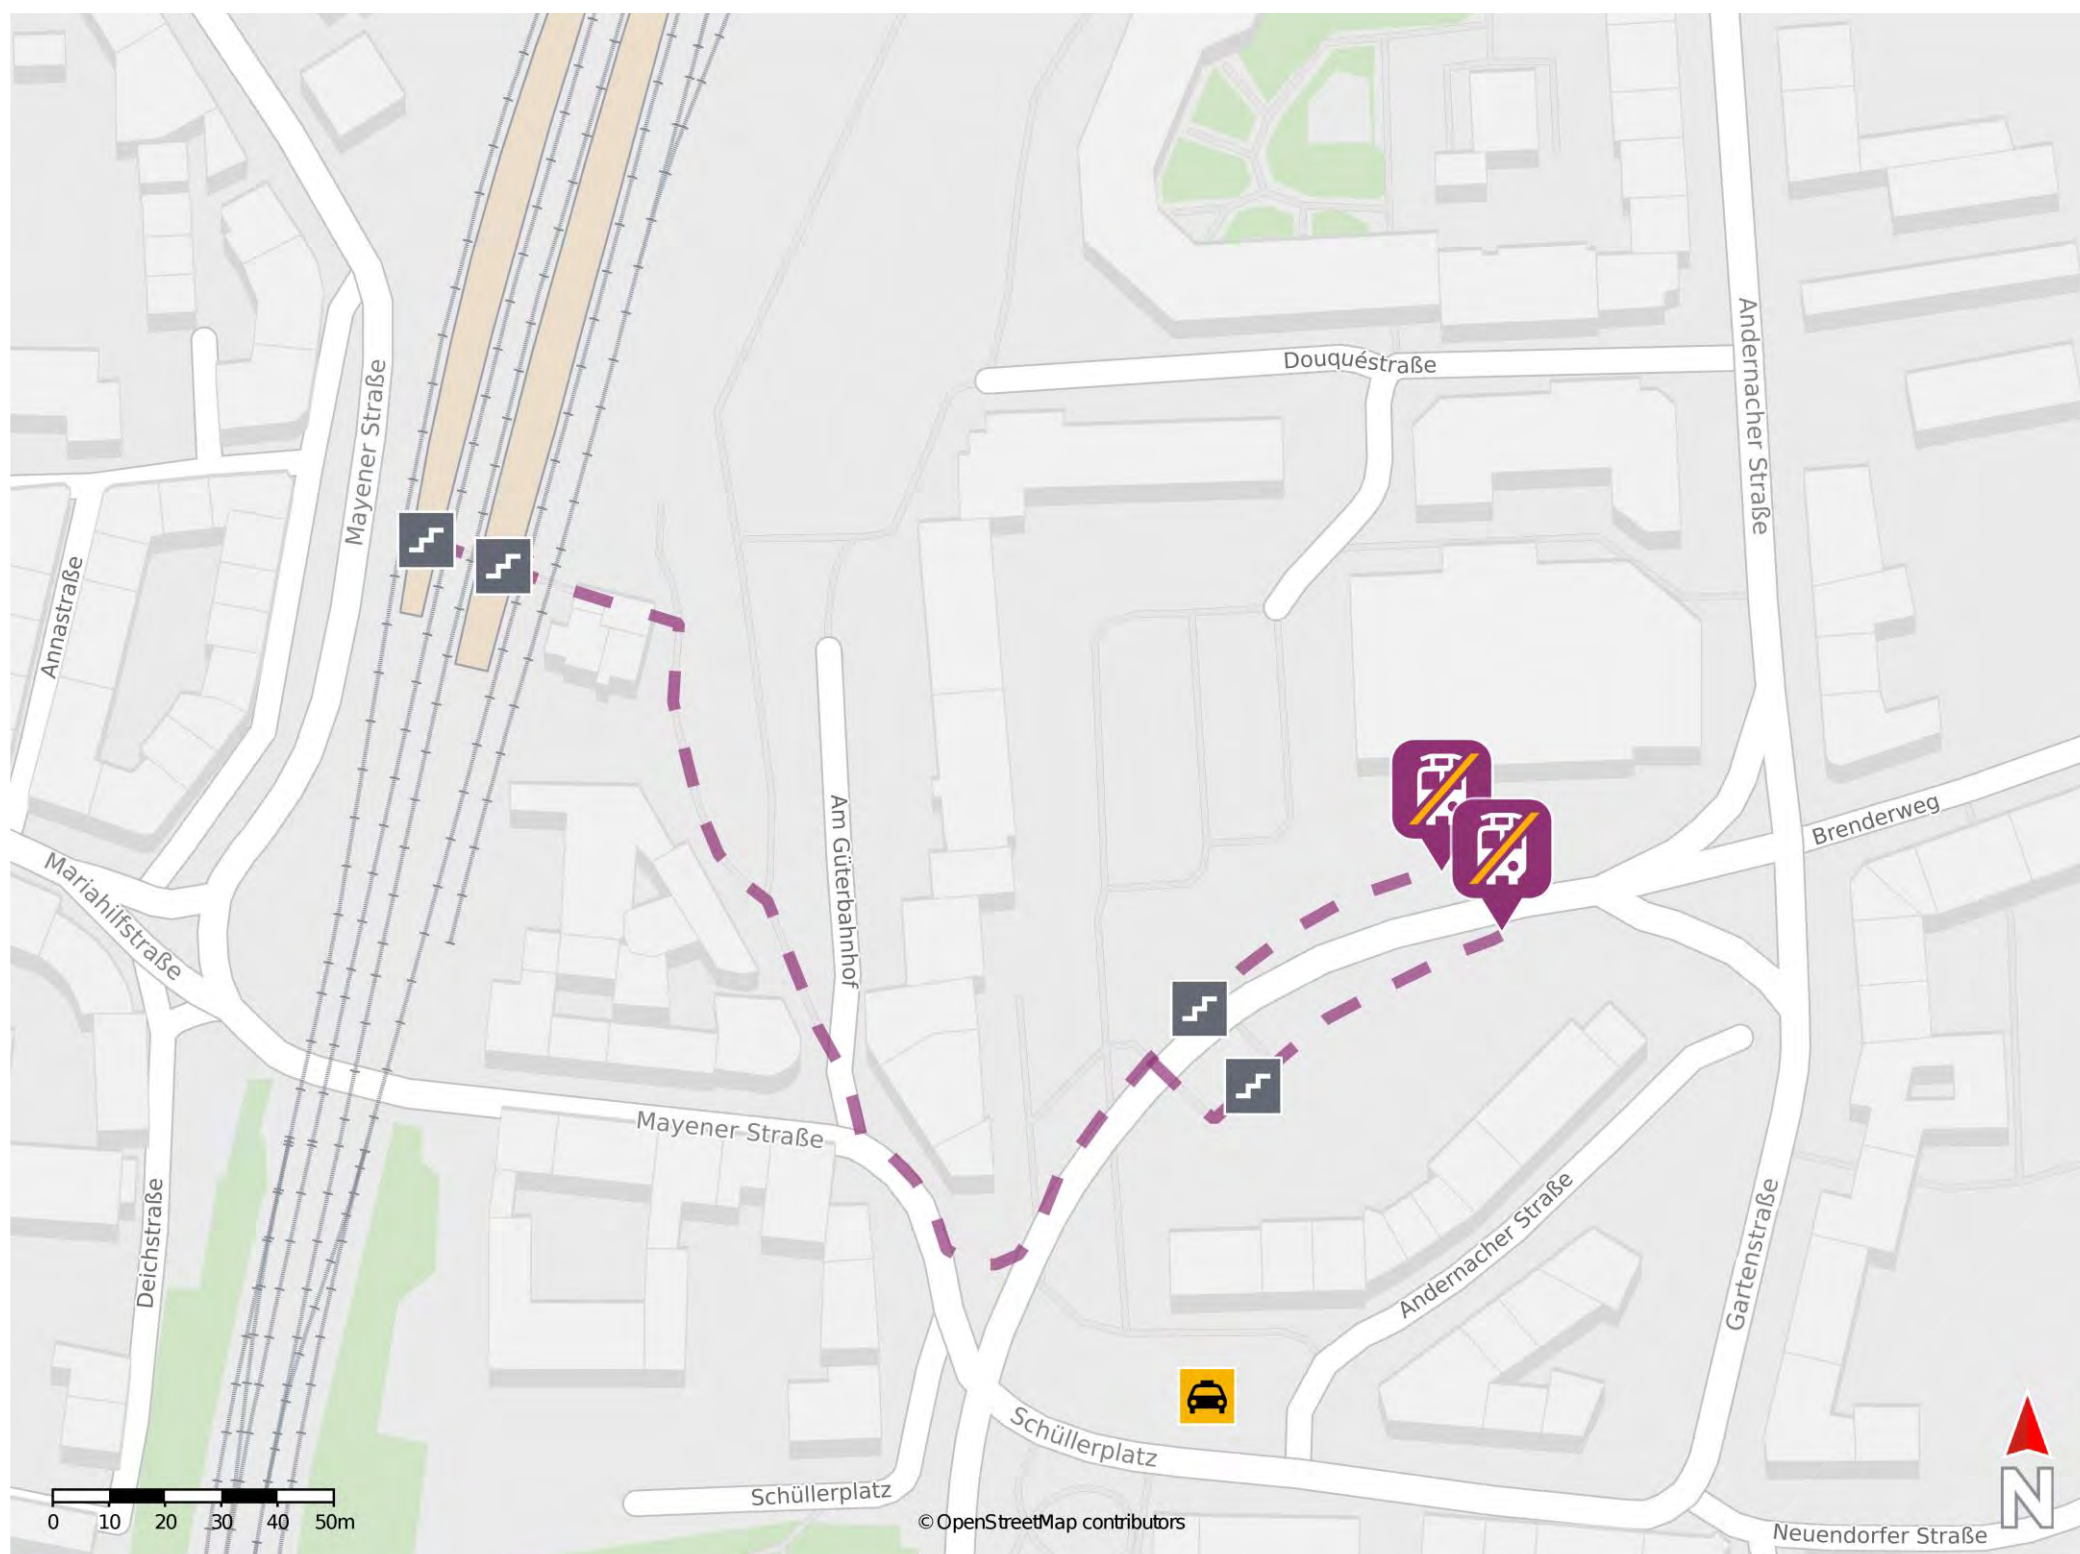 Douquéstraße
Andernacher Straße
Mayener Straße
Annastraße
Am Güterbahnhof
Brenderweg
Mariahilfstraße
Mayener Straße
Deichstraße
Andernacher Straße
Gartenstraße
Schüllerplatz
Schüllerplatz
Neuendorfer Straße
0 10 20 30 40 50m
© OpenStreetMap contributors
N